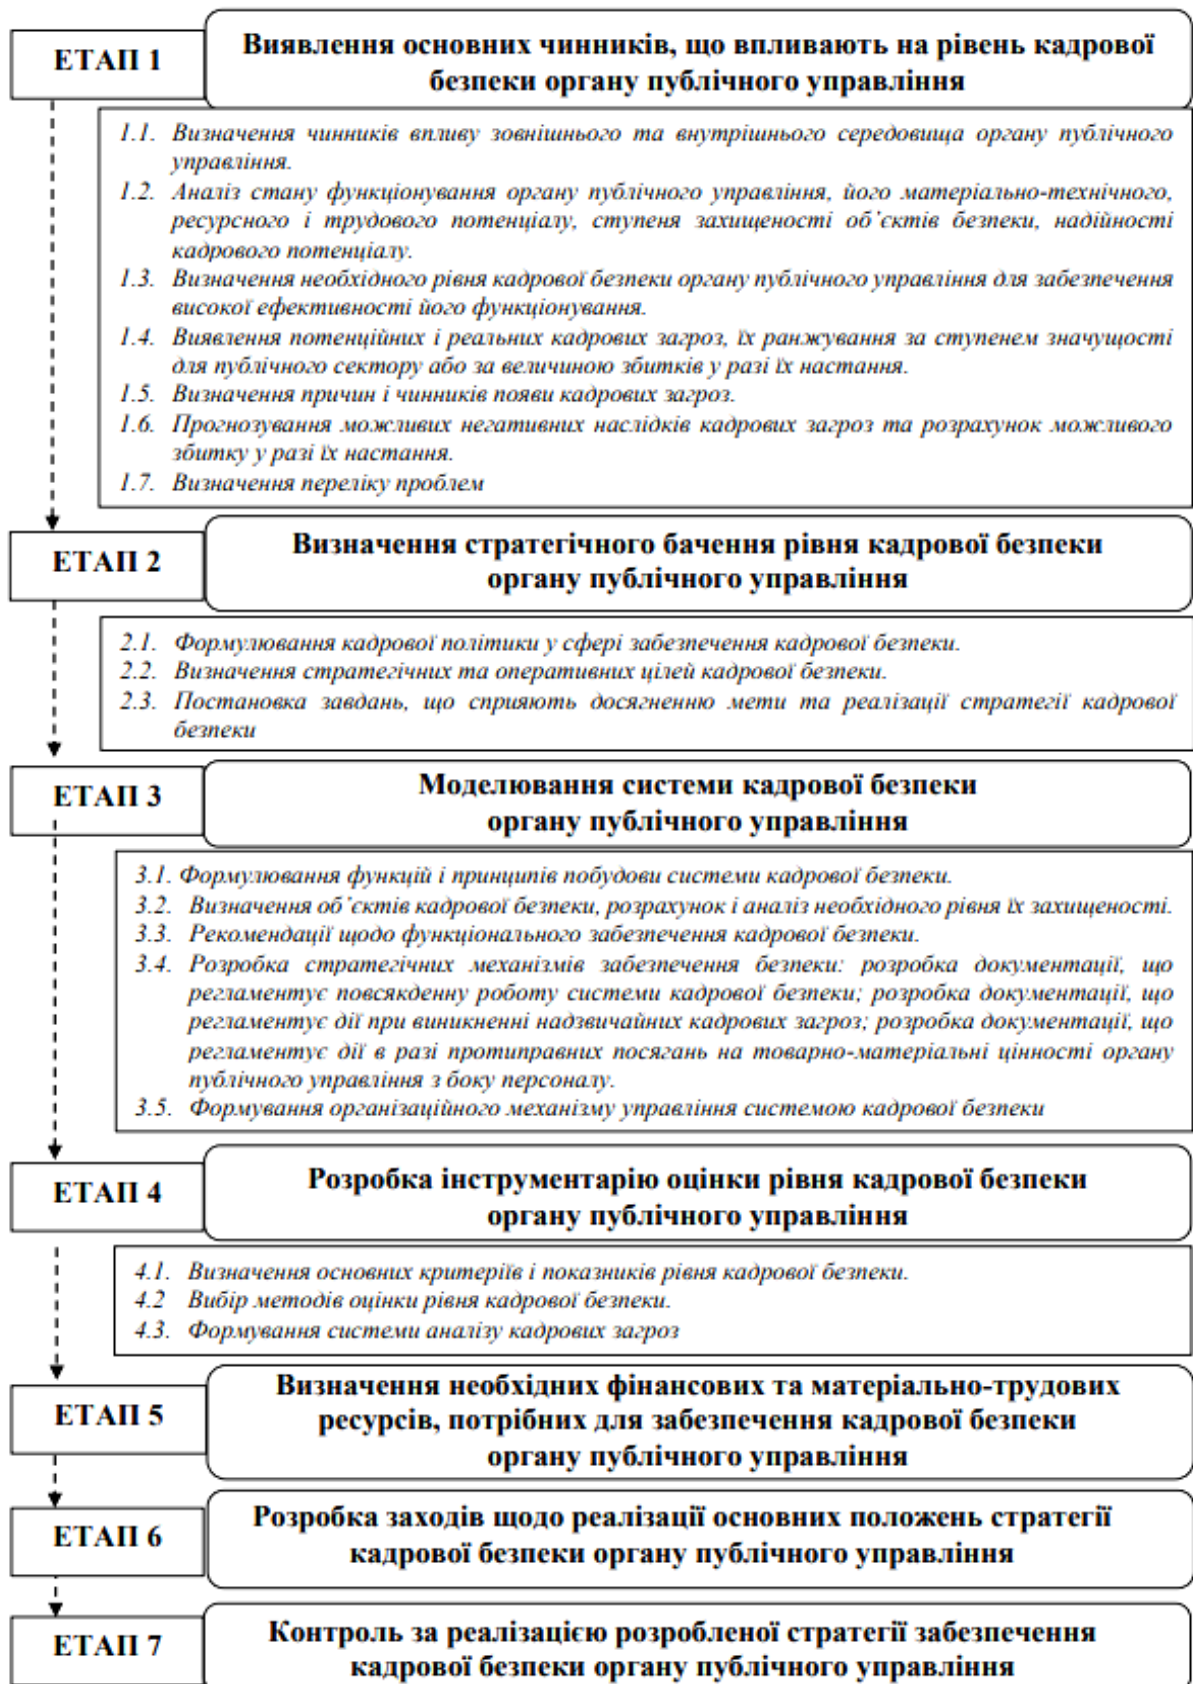 ЕТАП 1
Виявлення основних чинників, що впливають на рівень кадрової
безпеки органу публічного управління
1.1. Визначення чинників впливу зовнішнього та внутрішнього середовища органу публічного
управління.
1.2. Аналіз стану функціонування органу публічного управління, його матеріально-технічного,
ресурсного і трудового потенціалу, ступеня захищеності об’єктів безпеки, надійності
кадрового потенціалу.
1.3. Визначення необхідного рівня кадрової безпеки органу публічного управління для забезпечення
високої ефективності його функціонування.
1.4. Виявлення потенційних і реальних кадрових загроз, їх ранжування за ступенем значущості
для публічного сектору або за величиною збитків у разі їх настання.
1.5. Визначення причин і чинників появи кадрових загроз.
1.6. Прогнозування можливих негативних наслідків кадрових загроз та розрахунок можливого
збитку у разі їх настання.
1.7. Визначення переліку проблем
ЕТАП 2
Визначення стратегічного бачення рівня кадрової безпеки
органу публічного управління
2.1. Формулювання кадрової політики у сфері забезпечення кадрової безпеки.
2.2. Визначення стратегічних та оперативних цілей кадрової безпеки.
2.3. Постановка завдань, що сприяють досягненню мети та реалізації стратегії кадрової
безпеки
ЕТАП 3
Моделювання системи кадрової безпеки
органу публічного управління
3.1. Формулювання функцій і принципів побудови системи кадрової безпеки.
3.2. Визначення об’єктів кадрової безпеки, розрахунок і аналіз необхідного рівня їх захищеності.
3.3. Рекомендації щодо функціонального забезпечення кадрової безпеки.
3.4. Розробка стратегічних механізмів забезпечення безпеки: розробка документації, що
регламентує повсякденну роботу системи кадрової безпеки; розробка документації, що
регламентує дії при виникненні надзвичайних кадрових загроз; розробка документації, що
регламентує дії в разі протиправних посягань на товарно-матеріальні цінності органу
публічного управління з боку персоналу.
3.5. Формування організаційного механізму управління системою кадрової безпеки
ЕТАП 4
Розробка інструментарію оцінки рівня кадрової безпеки
органу публічного управління
4.1. Визначення основних критеріїв і показників рівня кадрової безпеки.
4.2 Вибір методів оцінки рівня кадрової безпеки.
4.3. Формування системи аналізу кадрових загроз
ЕТАП 5
Визначення необхідних фінансових та матеріально-трудових
ресурсів, потрібних для забезпечення кадрової безпеки
органу публічного управління
ЕТАП 6
Розробка заходів щодо реалізації основних положень стратегії
кадрової безпеки органу публічного управління
ЕТАП 7
Контроль за реалізацією розробленої стратегії забезпечення
кадрової безпеки органу публічного управління